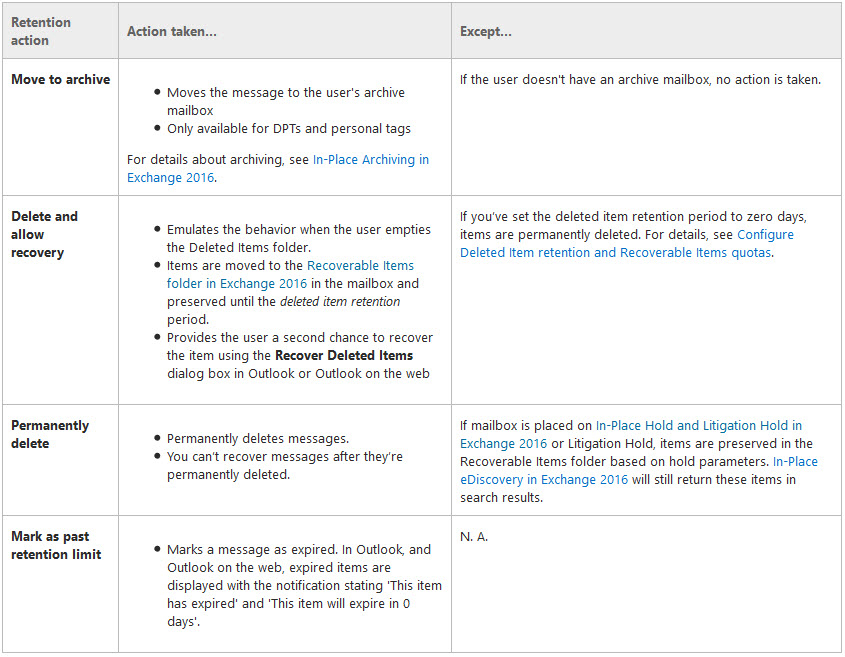 Retention
action
Action taken...
Except...
Move to archive
• Moves the message to the user's archive
mailbox
• Only available for DPTs and personal tags
For details about archiving, see In-Place Archiving in
Exchange 2016.
If the user doesn't have an archive mailbox, no action is taken.
Delete and
allow
recovery
• Emulates the behavior when the user empties
the Deleted Items folder.
• Items are moved to the Recoverable Items
folder in Exchange 2016 in the mailbox and
preserved until the deleted item retention
period.
• Provides the user a second chance to recover
the item using the Recover Deleted Items
dialog box in Outlook or Outlook on the web
If you've set the deleted item retention period to zero days,
items are permanently deleted. For details, see Configure
Deleted Item retention and Recoverable Items quotas.
Permanently
delete
• Permanently deletes messages.
• You can't recover messages after they're
permanently deleted.
If mailbox is placed on In-Place Hold and Litigation Hold in
Exchange 2016 or Litigation Hold, items are preserved in the
Recoverable Items folder based on hold parameters. In-Place
eDiscovery in Exchange 2016 will still return these items in
search results.
Mark as past
retention limit
• Marks a message as expired. In Outlook, and
Outlook on the web, expired items are
displayed with the notification stating 'This item
has expired' and 'This item will expire in 0
days'.
N. A.